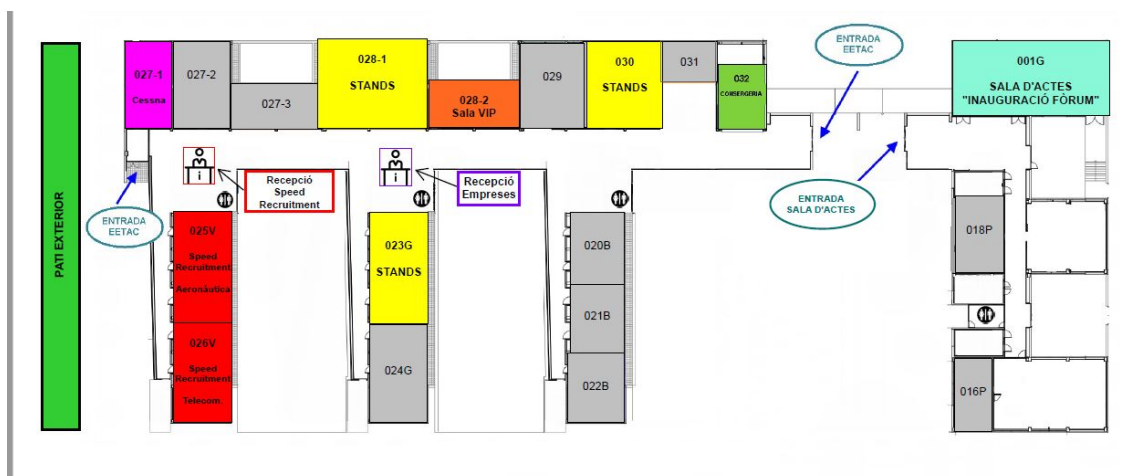 027-1
Cessna
027-2
027-3
028-1
STANDS
028-2
Sala VIP
029
030
STANDS
031
032
CONSERGERIA
ENTRADA
EETAC
001G
SALA D'ACTES
"INAUGURACIÓ FÒRUM"
PATI EXTERIOR
ENTRADA
EETAC
i
Recepció
Speed
Recruitment
i
Recepció
Empreses
ENTRADA
SALA D'ACTES
025V
Speed
Recruitment
Aeronàutica
026V
Speed
Recruitment
Telecom.
023G
STANDS
024G
020B
021B
022B
018P
016P